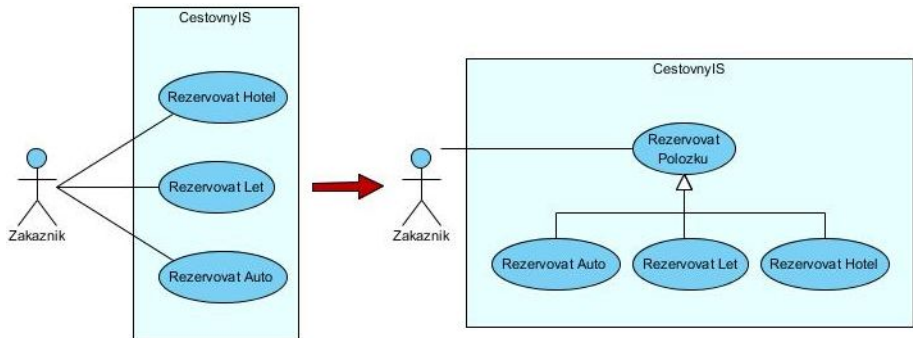 CestovnyIS
Rezervovat Hotel
Rezervovat Let
Rezervovat Auto
Zakaznik
CestovnyIS
Rezervovat
Polozku
Zakaznik
Rezervovat Auto
Rezervovat Let
Rezervovat Hotel